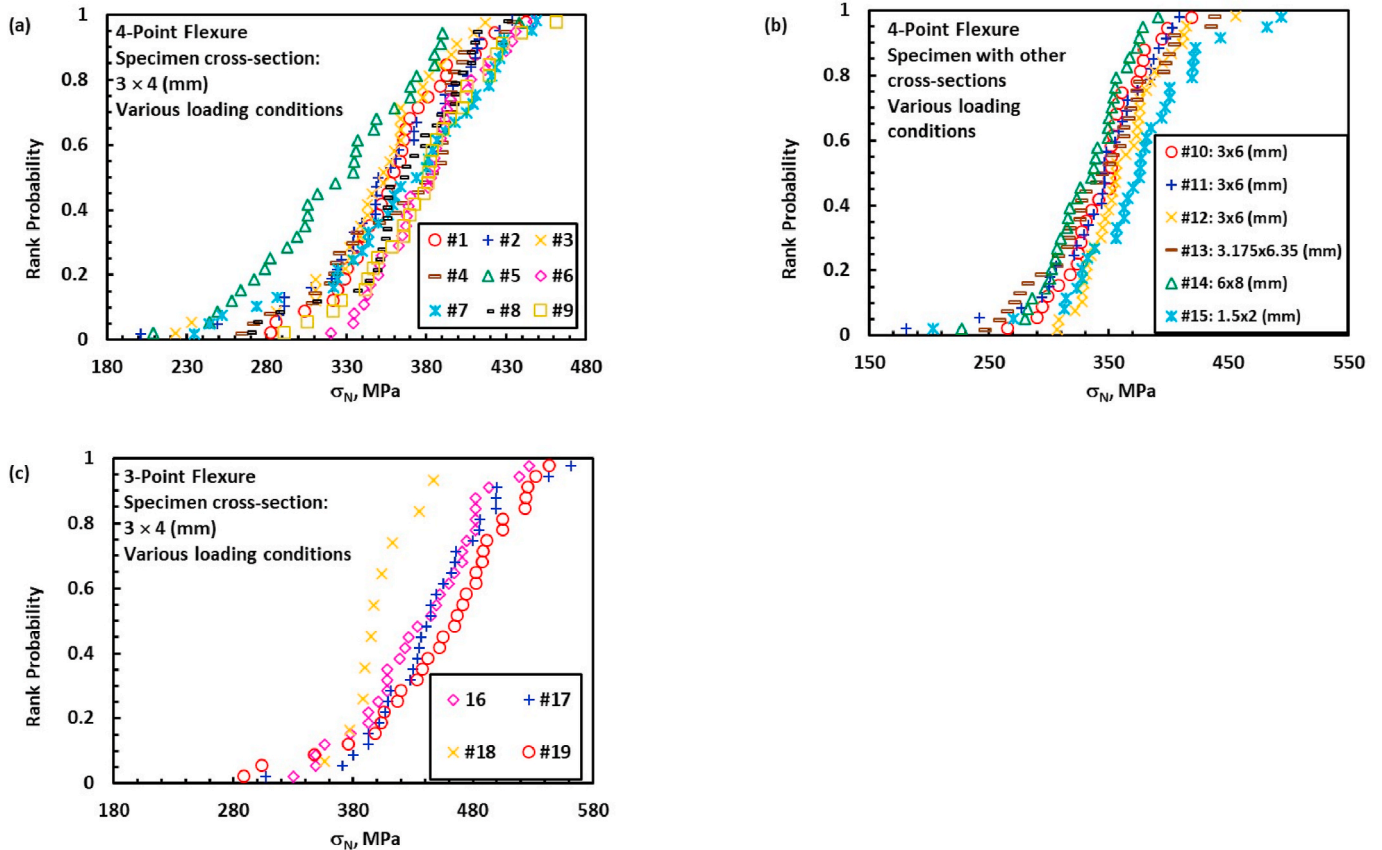 (a)
4-Point Flexure
Specimen cross-section:
3 × 4 (mm)
Various loading conditions
1
0.8
0.6
0.4
0.2
0
Rank Probability
#1 #2 #3
#4 #5 #6
#7 #8 #9
180 230 280 330 380 430 480
σN, MPa
(b)
4-Point Flexure
Specimen with other
cross-sections
Various loading
conditions
1
0.8
0.6
0.4
0.2
0
Rank Probability
#10: 3x6 (mm)
#11: 3x6 (mm)
#12: 3x6 (mm)
#13: 3.175x6.35 (mm)
#14: 6x8 (mm)
#15: 1.5x2 (mm)
150 250 350 450 550
σN, MPa
(c)
3-Point Flexure
Specimen cross-section:
3 × 4 (mm)
Various loading conditions
1
0.8
0.6
0.4
0.2
0
Rank Probability
16 #17
#18 #19
180 280 380 480 580
σN, MPa